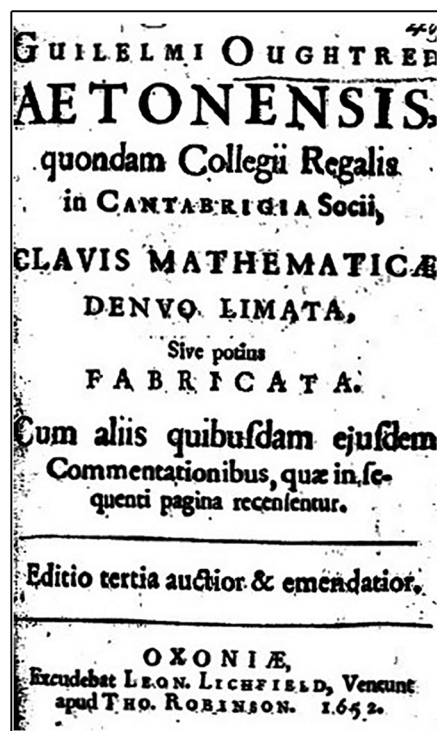 GUILELMI OUGHTRED
AETONENSIS,
quondam Collegii Regalis
in CANTABRIGIA Socii,
CLAVIS MATHEMATICÆ
DENVO LIMATA,
Sive potius
FABRICATA.
Cum aliis quibuſdam ejuſdem
Commentationibus, quæ in ſe-
quenti pagina recenſentur.
Editio tertia auctior & emendatior.
OXONIÆ,
Excudebat LEON. LICHFIELD, Veneunt
apud THO. ROBINSON. 1652.